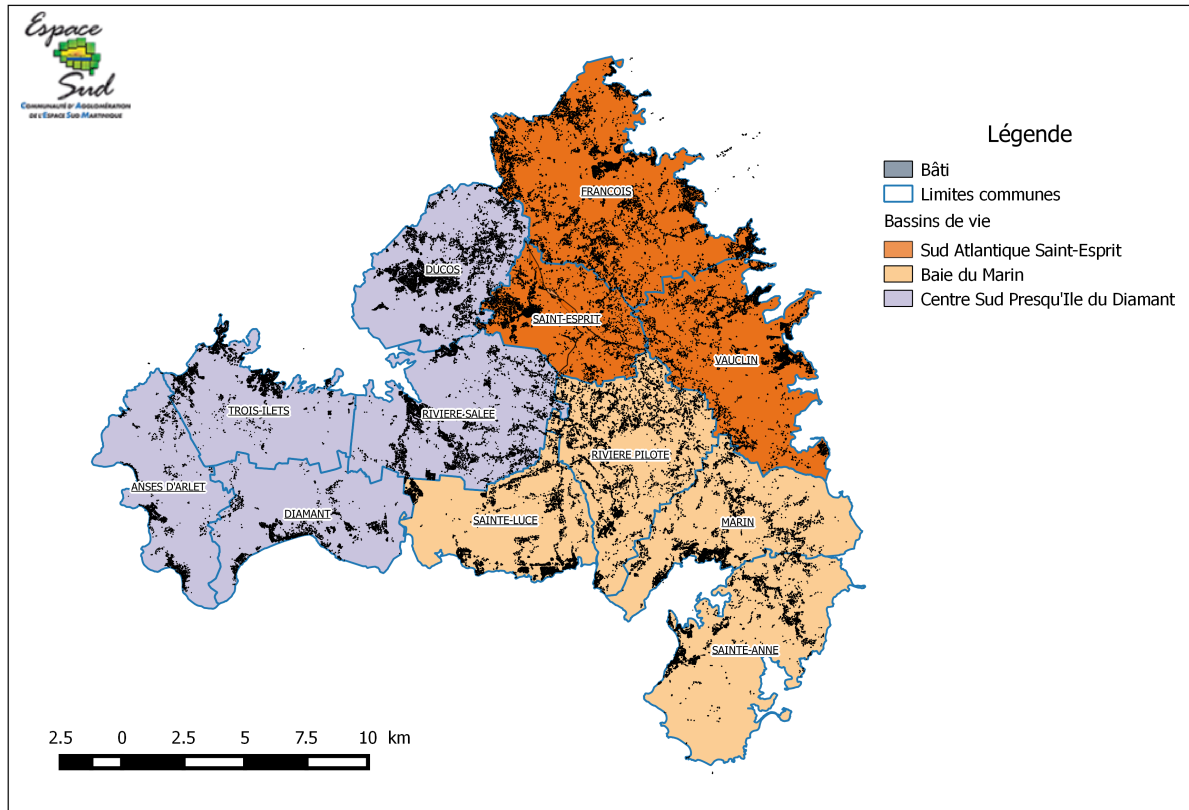 Espace
Sud
COMMUNAUTÉ D'AGGLOMÉRATION
DE L'ESPACE SUD MARTINIQUE
Légende
Bâti
Limites communes
Bassins de vie
Sud Atlantique Saint-Esprit
Baie du Marin
Centre Sud Presqu'Ile du Diamant
FRANCOIS
DUCOS
SAINT-ESPRIT
VAUCLIN
TROIS-ILETS
RIVIERE-SALEE
RIVIERE PILOTE
ANSES D'ARLET
DIAMANT
SAINTE-LUCE
MARIN
SAINTE-ANNE
2.5 0 2.5 5 7.5 10 km